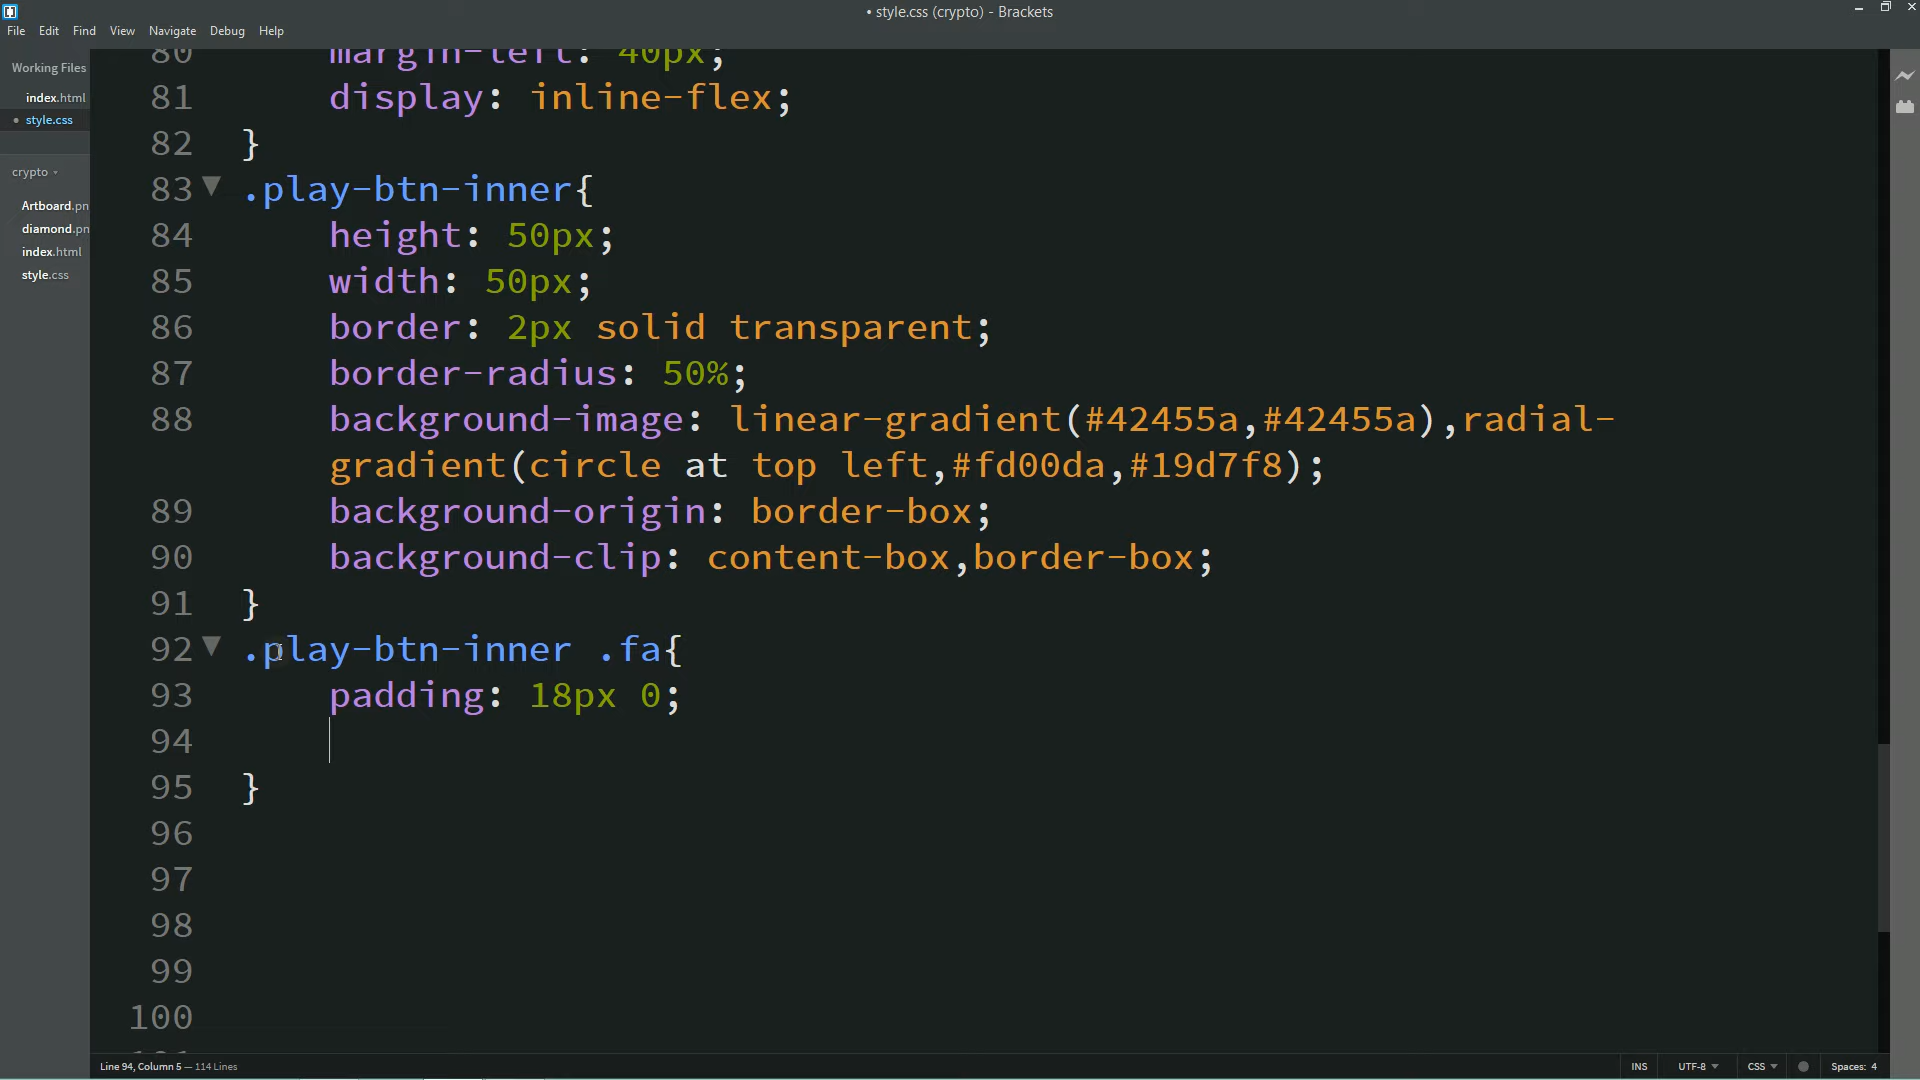 • style.css (crypto) - Brackets
File Edit Find View Navigate Debug Help
Working Files
index.html
• style.css
crypto
Artboard.pn
diamond.pn
index.html
style.css
80 margin-left: 40px;
81 display: inline-flex;
82 }
83 .play-btn-inner{
84 height: 50px;
85 width: 50px;
86 border: 2px solid transparent;
87 border-radius: 50%;
88 background-image: linear-gradient(#42455a,#42455a),radial-
gradient(circle at top left,#fd00da,#19d7f8);
89 background-origin: border-box;
90 background-clip: content-box,border-box;
91 }
92 .play-btn-inner .fa{
93 padding: 18px 0;
94
95 }
96
97
98
99
100
Line 94, Column 5 — 114 Lines
INS UTF-8 CSS Spaces: 4